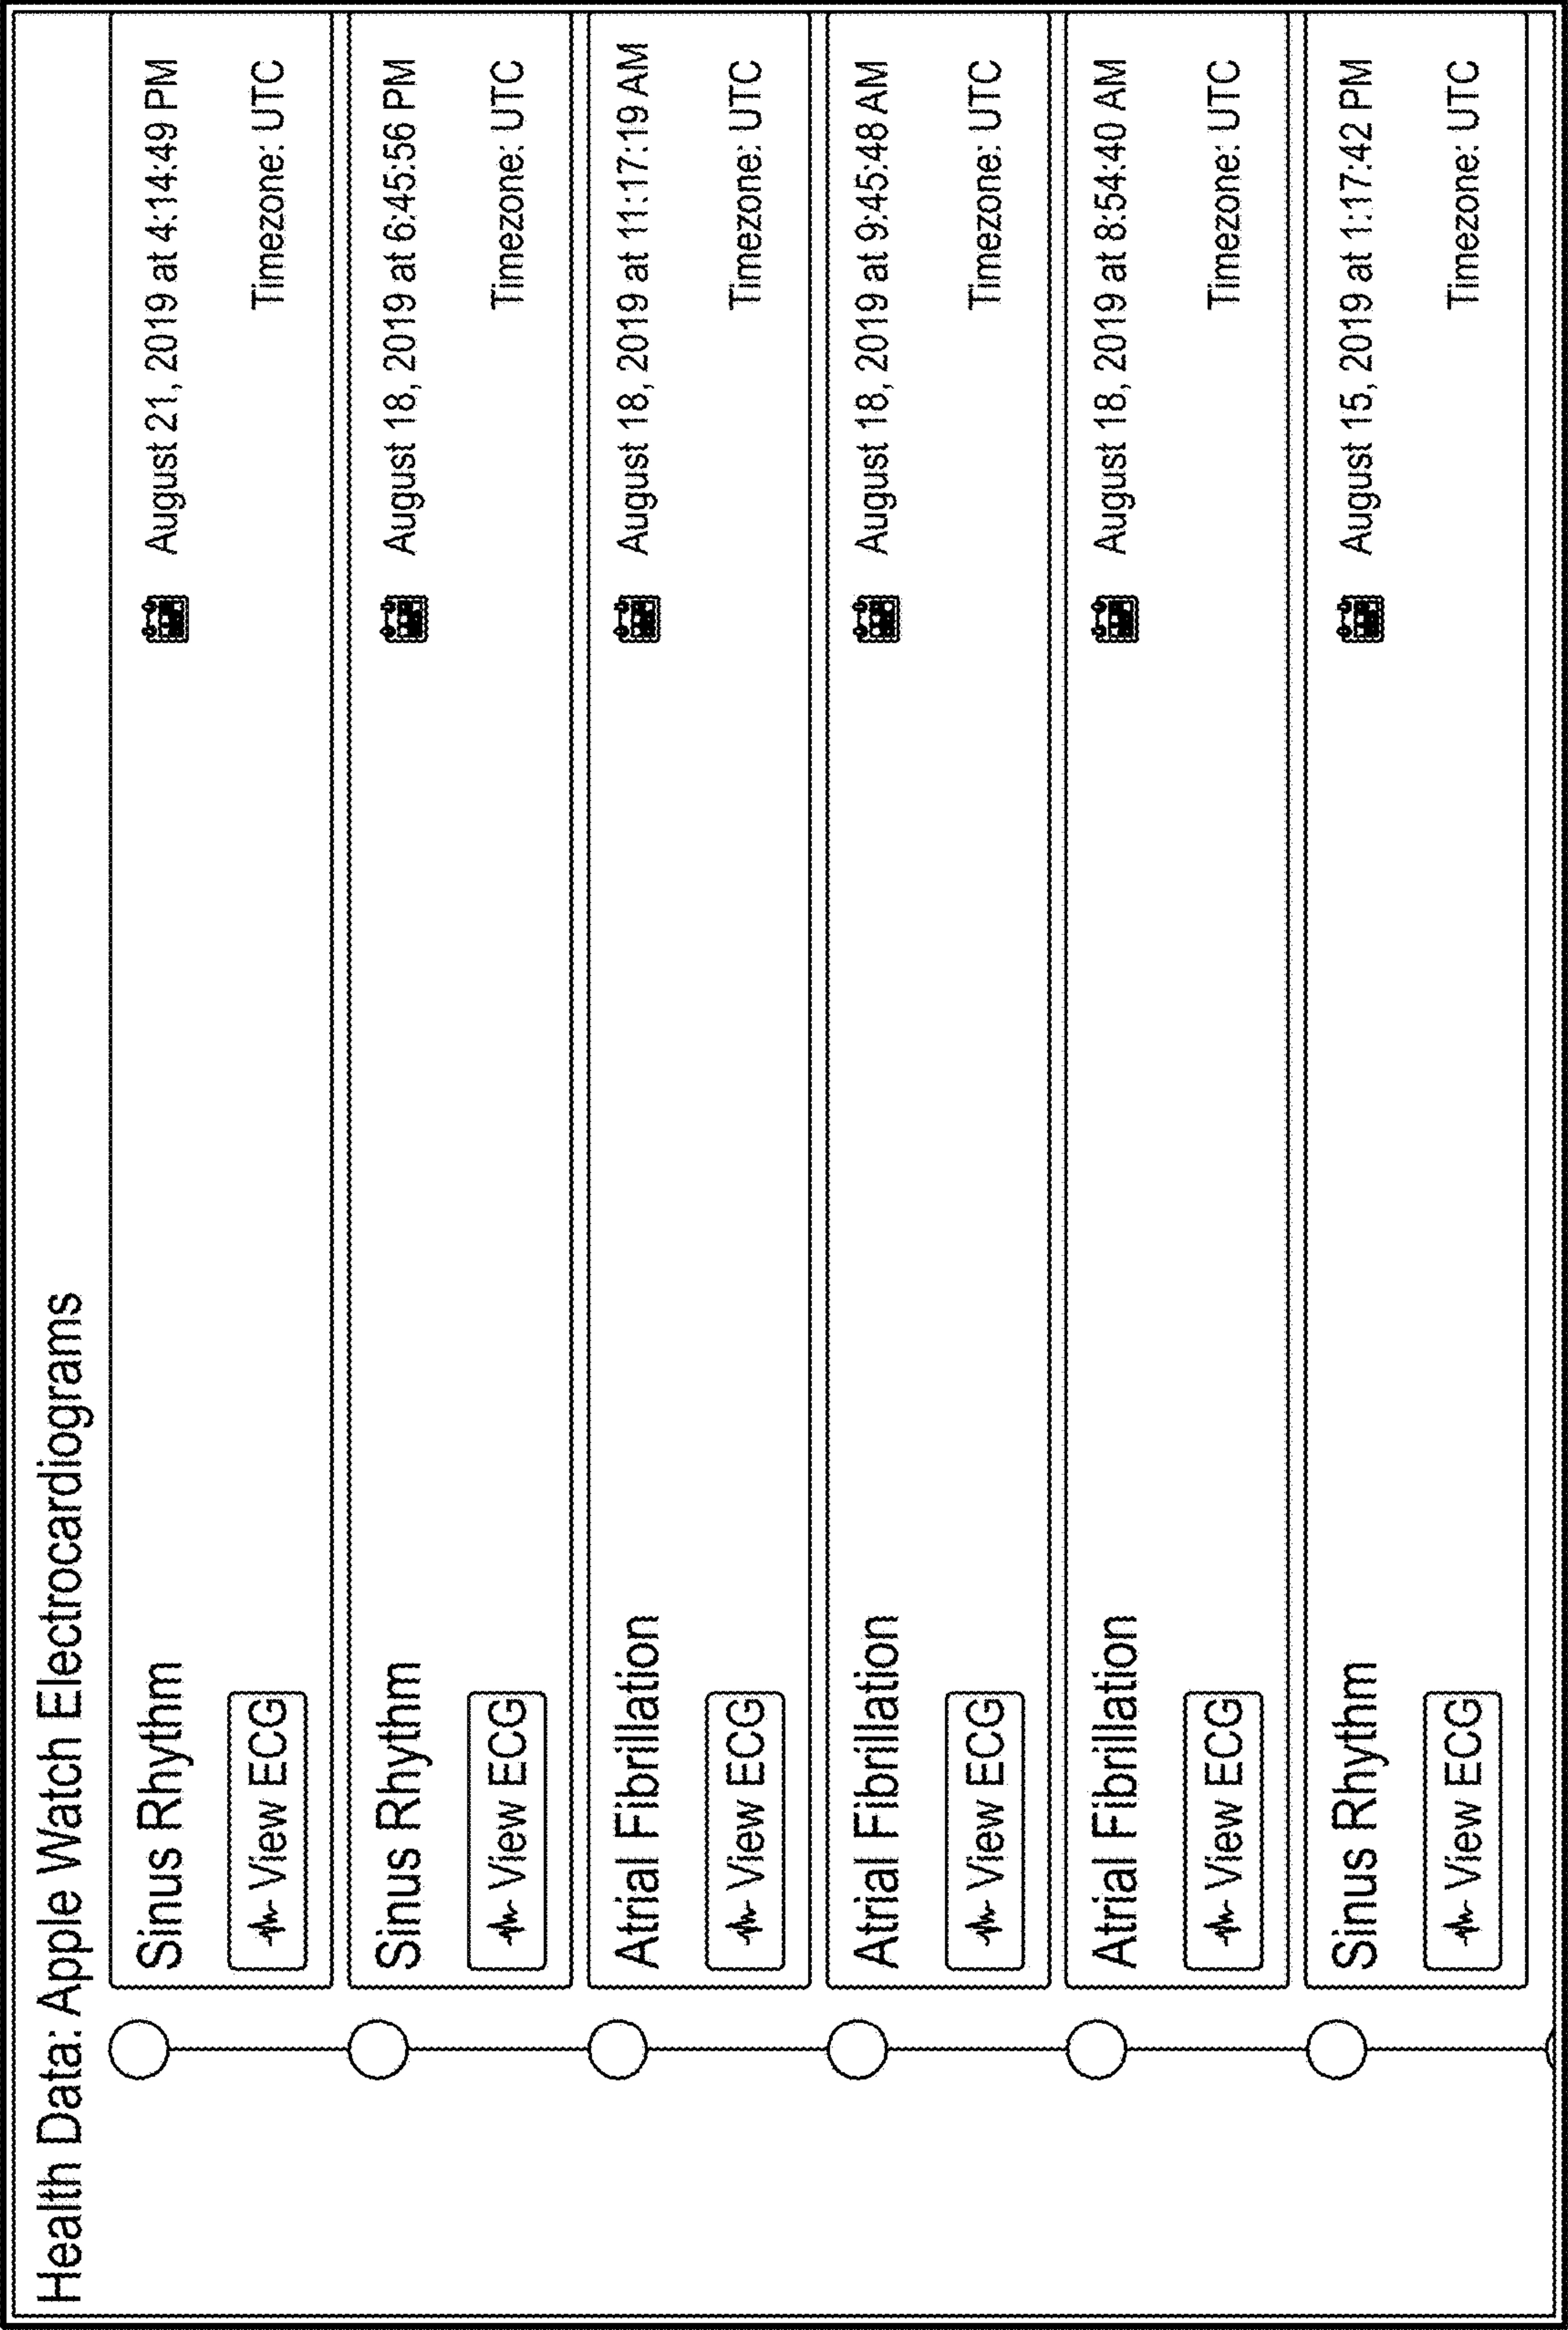 Health Data: Apple Watch Electrocardiograms
Sinus Rhythm August 21, 2019 at 4:14:49 PM
View ECG Timezone: UTC
Sinus Rhythm August 18, 2019 at 6:45:56 PM
View ECG Timezone: UTC
Atrial Fibrillation August 18, 2019 at 11:17:19 AM
View ECG Timezone: UTC
Atrial Fibrillation August 18, 2019 at 9:45:48 AM
View ECG Timezone: UTC
Atrial Fibrillation August 18, 2019 at 8:54:40 AM
View ECG Timezone: UTC
Sinus Rhythm August 15, 2019 at 1:17:42 PM
View ECG Timezone: UTC